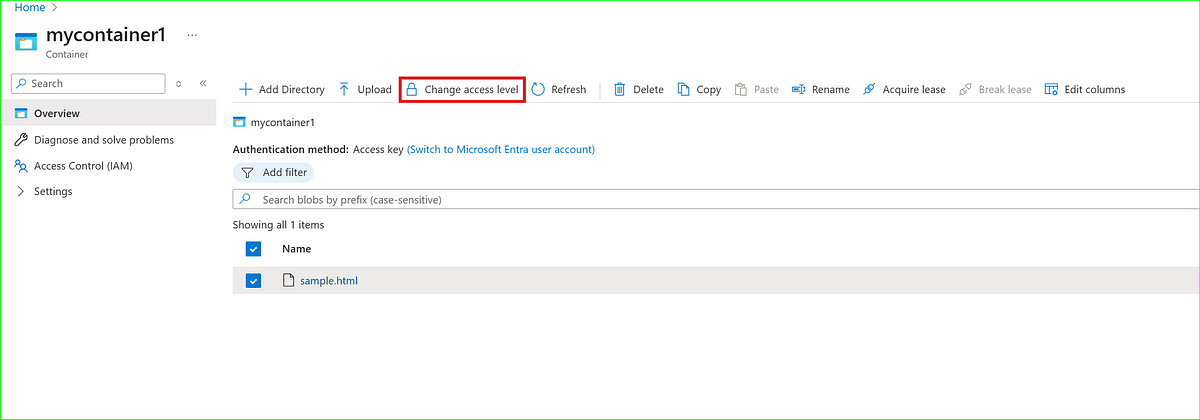 Home
mycontainer1 ...
Container
Search
Overview
Diagnose and solve problems
Access Control (IAM)
Settings
Add Directory Upload Change access level Refresh Delete Copy Paste Rename Acquire lease Break lease Edit columns
mycontainer1
Authentication method: Access key (Switch to Microsoft Entra user account)
Add filter
Search blobs by prefix (case-sensitive)
Showing all 1 items
Name
sample.html